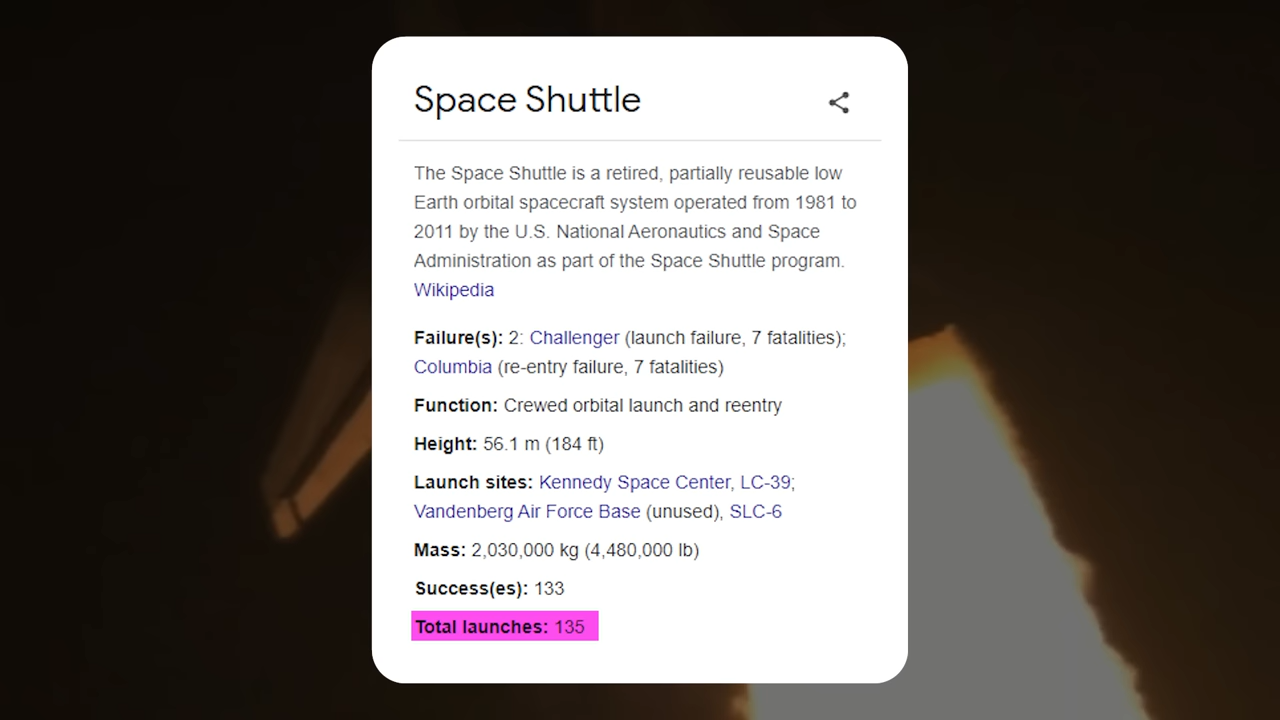 Space Shuttle
The Space Shuttle is a retired, partially reusable low
Earth orbital spacecraft system operated from 1981 to
2011 by the U.S. National Aeronautics and Space
Administration as part of the Space Shuttle program.
Wikipedia
Failure(s): 2: Challenger (launch failure, 7 fatalities);
Columbia (re-entry failure, 7 fatalities)
Function: Crewed orbital launch and reentry
Height: 56.1 m (184 ft)
Launch sites: Kennedy Space Center, LC-39;
Vandenberg Air Force Base (unused), SLC-6
Mass: 2,030,000 kg (4,480,000 lb)
Success(es): 133
Total launches: 135